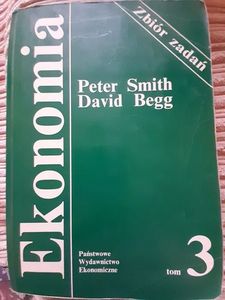 Ekonomia
Zbiór zadań
Peter Smith
David Begg
Państwowe
Wydawnictwo
Ekonomiczne
tom 3